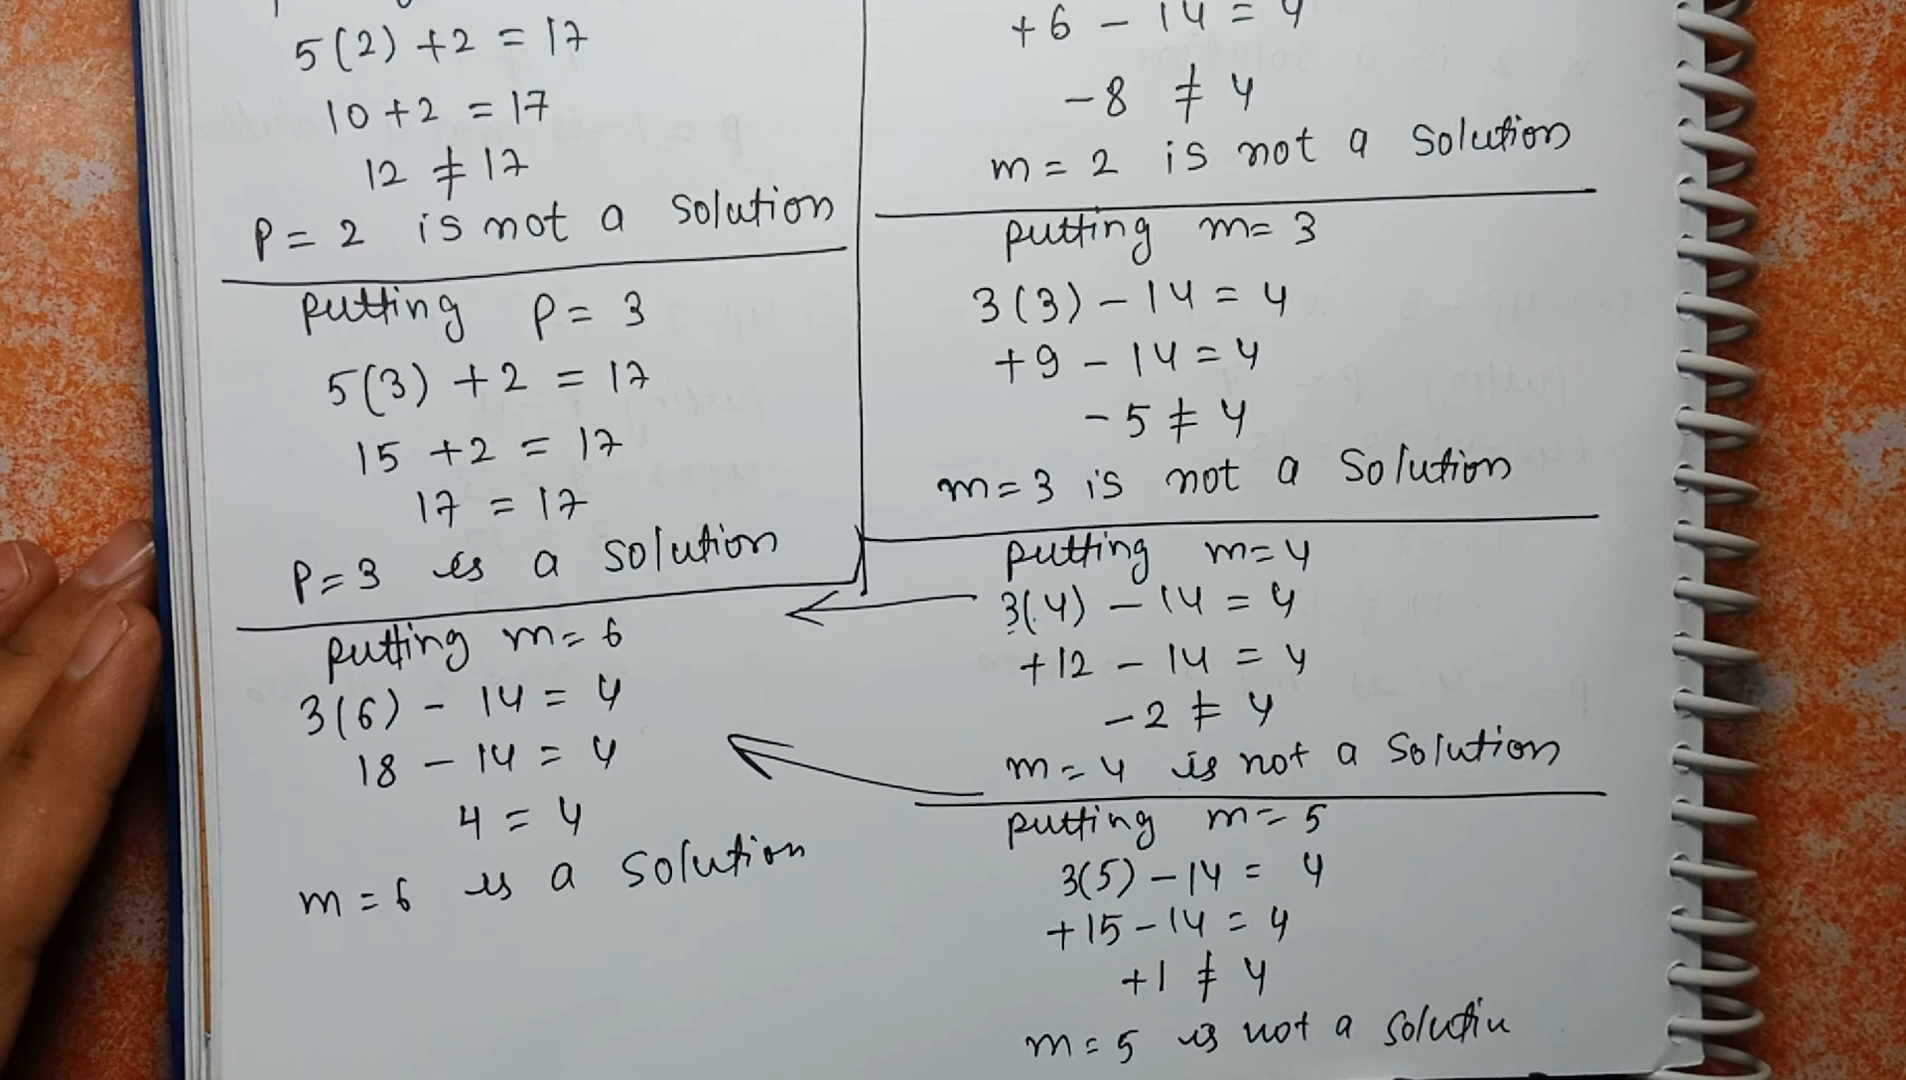 5(2) +2 = 17
10 +2 = 17
12 ≠ 17
P = 2 is not a solution
putting P = 3
5(3) +2 = 17
15 +2 = 17
17 = 17
P = 3 is a solution
+6 - 14 = 4
-8 ≠ 4
m = 2 is not a solution
putting m = 3
3(3) - 14 = 4
+9 - 14 = 4
-5 ≠ 4
m = 3 is not a solution
putting m = 4
3(4) - 14 = 4
+12 - 14 = 4
-2 ≠ 4
m = 4 is not a solution
putting m = 5
3(5) - 14 = 4
+15 - 14 = 4
+1 ≠ 4
m = 5 is not a solutin
putting m = 6
3(6) - 14 = 4
18 - 14 = 4
4 = 4
m = 6 is a solution